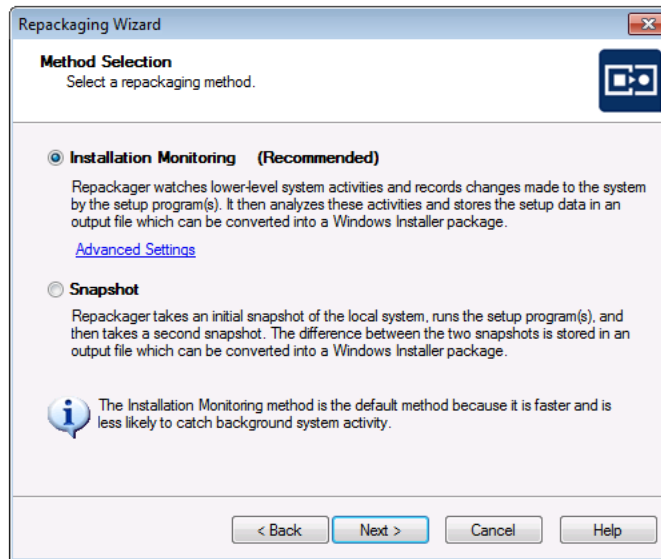 Repackaging Wizard
Method Selection
Select a repackaging method.
Installation Monitoring (Recommended)
Repackager watches lower-level system activities and records changes made to the system
by the setup program(s). It then analyzes these activities and stores the setup data in an
output file which can be converted into a Windows Installer package.
Advanced Settings
Snapshot
Repackager takes an initial snapshot of the local system, runs the setup program(s), and
then takes a second snapshot. The difference between the two snapshots is stored in an
output file which can be converted into a Windows Installer package.
The Installation Monitoring method is the default method because it is faster and is
less likely to catch background system activity.
< Back Next > Cancel Help